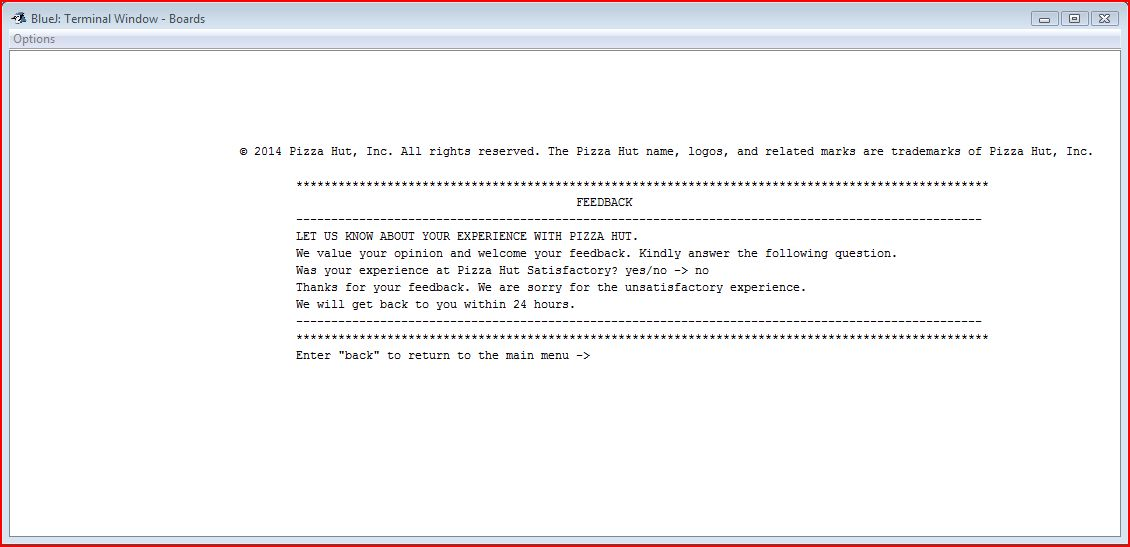 BlueJ: Terminal Window - Boards
Options
© 2014 Pizza Hut, Inc. All rights reserved. The Pizza Hut name, logos, and related marks are trademarks of Pizza Hut, Inc.
***************************************************************************************************
FEEDBACK
--------------------------------------------------------------------------------------------------
LET US KNOW ABOUT YOUR EXPERIENCE WITH PIZZA HUT.
We value your opinion and welcome your feedback. Kindly answer the following question.
Was your experience at Pizza Hut Satisfactory? yes/no -> no
Thanks for your feedback. We are sorry for the unsatisfactory experience.
We will get back to you within 24 hours.
--------------------------------------------------------------------------------------------------
***************************************************************************************************
Enter "back" to return to the main menu ->